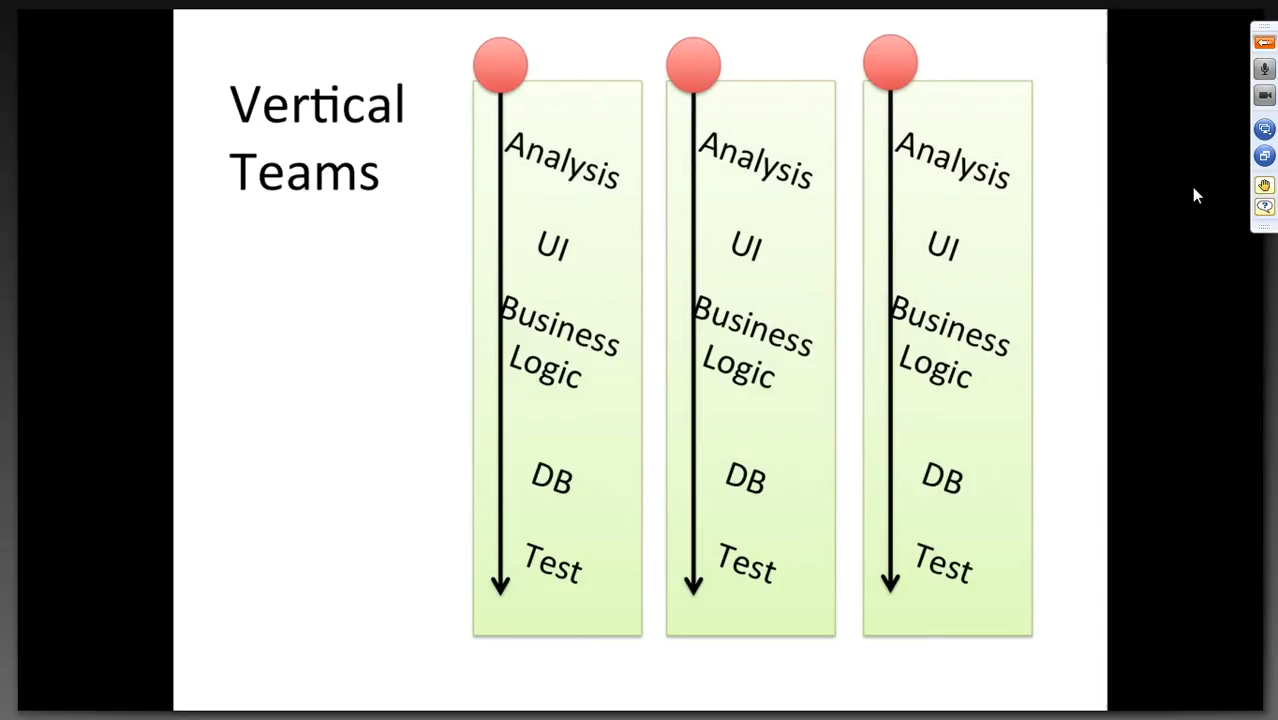 Vertical
Teams
Analysis
UI
Business
Logic
DB
Test
Analysis
UI
Business
Logic
DB
Test
Analysis
UI
Business
Logic
DB
Test